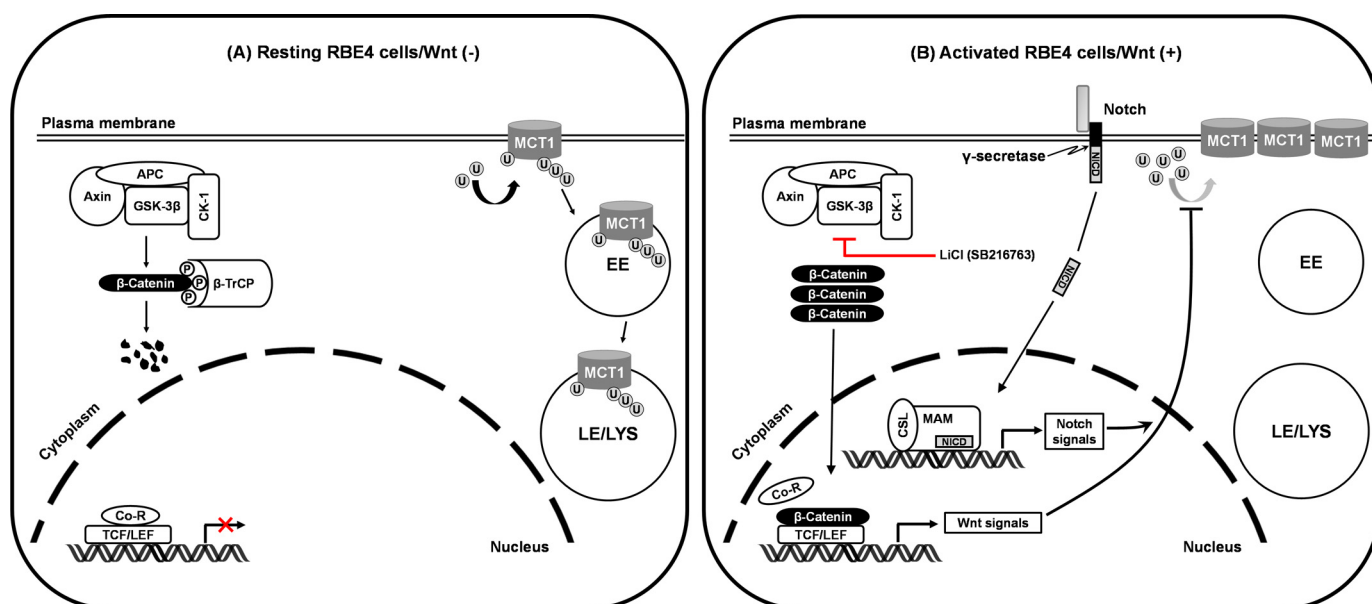 (A) Resting RBE4 cells/Wnt (-)
Plasma membrane
MCT1
U
U
U
U
U
U
APC
Axin
GSK-3β
CK-1
MCT1
U
U
U
U
EE
β-Catenin
P
P
P
β-TrCP
MCT1
U
U
U
U
LE/LYS
Cytoplasm
Co-R
TCF/LEF
Nucleus
(B) Activated RBE4 cells/Wnt (+)
Notch
Plasma membrane
MCT1
MCT1
MCT1
γ-secretase
NICD
U
U
U
U
U
APC
Axin
GSK-3β
CK-1
LiCl (SB216763)
EE
β-Catenin
β-Catenin
β-Catenin
NICD
Cytoplasm
CSL
MAM
NICD
Notch
signals
LE/LYS
Co-R
β-Catenin
TCF/LEF
Wnt signals
Nucleus